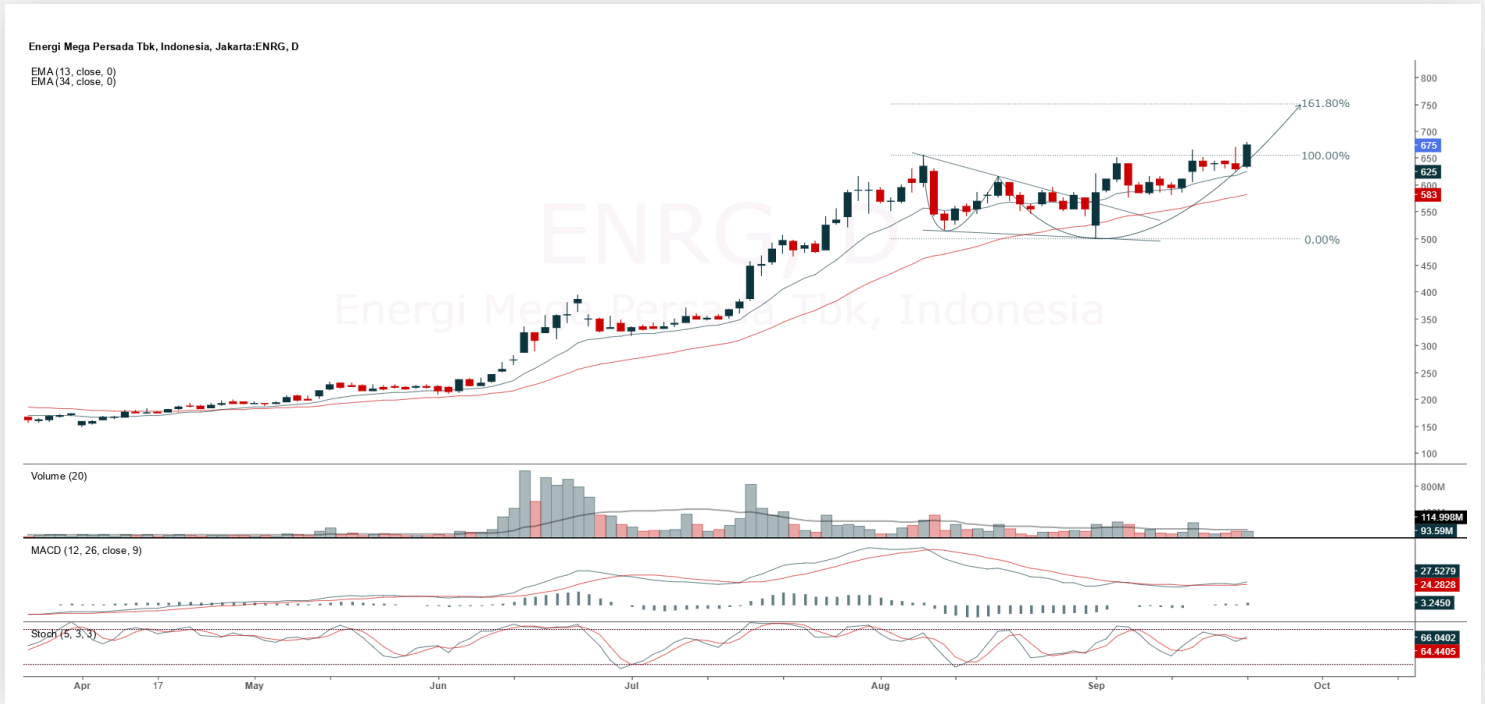 Energi Mega Persada Tbk, Indonesia, Jakarta:ENRG, D
EMA (13, close, 0)
EMA (34, close, 0)
ENRG, D
Energi Mega Persada Tbk, Indonesia
161.80%
100.00%
0.00%
800
750
700
675
650
625
600
583
550
500
450
400
350
300
250
200
150
100
Volume (20)
800M
114.998M
93.59M
MACD (12, 26, close, 9)
27.5279
24.2828
3.2450
Stoch (5, 3, 3)
66.0402
64.4405
Apr 17 May Jun Jul Aug Sep Oct